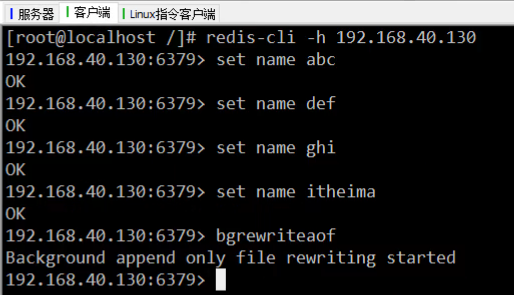 服务器 客户端 Linux指令客户端
[root@localhost /]# redis-cli -h 192.168.40.130
192.168.40.130:6379> set name abc
OK
192.168.40.130:6379> set name def
OK
192.168.40.130:6379> set name ghi
OK
192.168.40.130:6379> set name itheima
OK
192.168.40.130:6379> bgrewriteaof
Background append only file rewriting started
192.168.40.130:6379>